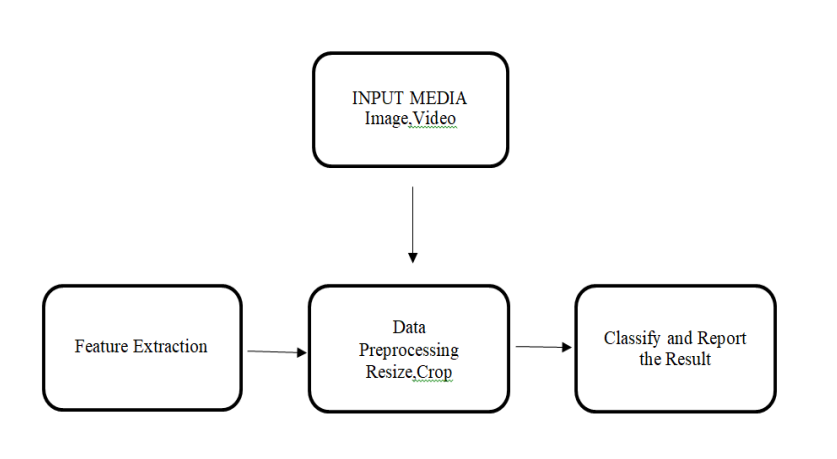 INPUT MEDIA
Image,Video
Feature Extraction
Data
Preprocessing
Resize,Crop
Classify and Report
the Result